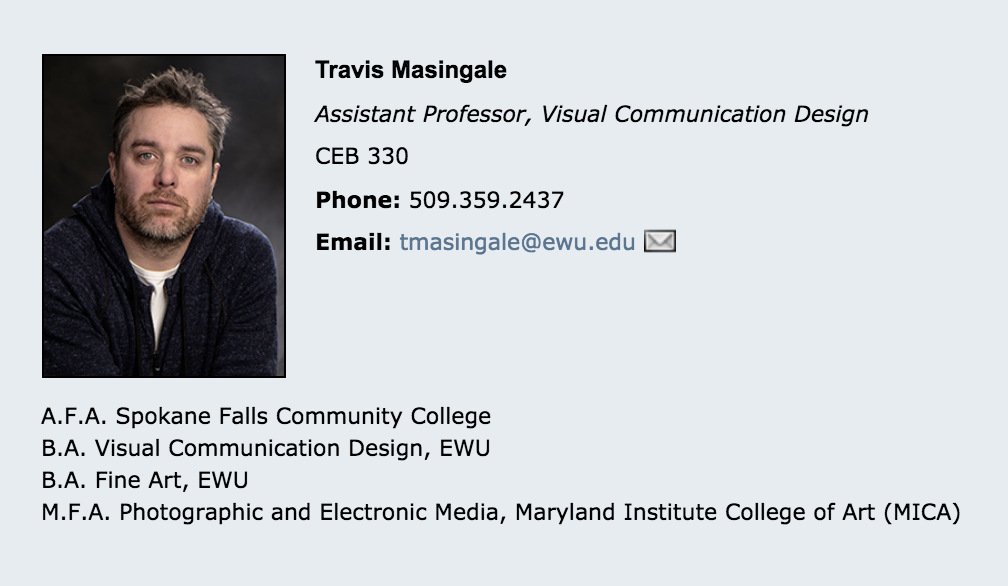 Travis Masingale
Assistant Professor, Visual Communication Design
CEB 330
Phone: 509.359.2437
Email: tmasingale@ewu.edu
A.F.A. Spokane Falls Community College
B.A. Visual Communication Design, EWU
B.A. Fine Art, EWU
M.F.A. Photographic and Electronic Media, Maryland Institute College of Art (MICA)